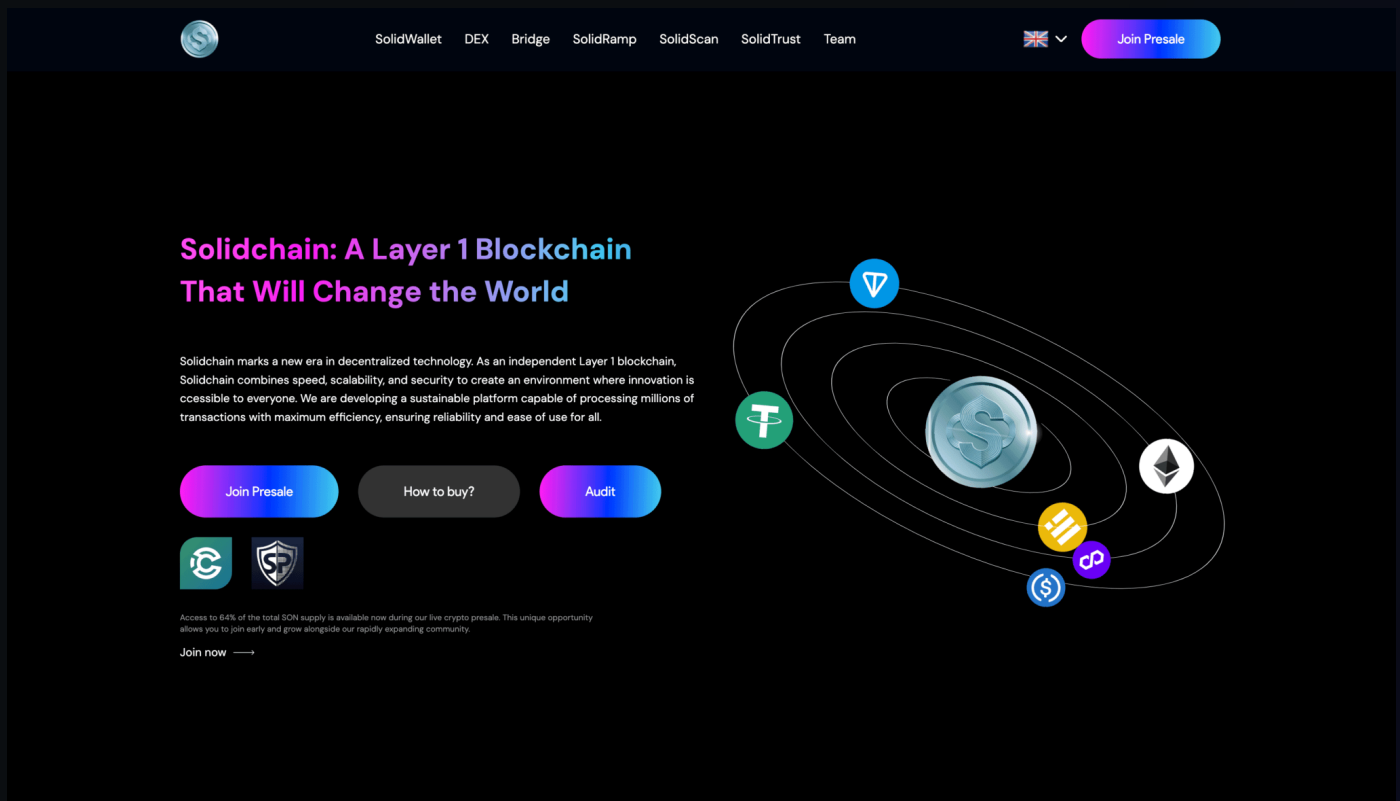 SolidWallet DEX Bridge SolidRamp SolidScan SolidTrust Team Join Presale
Solidchain: A Layer 1 Blockchain
That Will Change the World
Solidchain marks a new era in decentralized technology. As an independent Layer 1 blockchain,
Solidchain combines speed, scalability, and security to create an environment where innovation is
ccessible to everyone. We are developing a sustainable platform capable of processing millions of
transactions with maximum efficiency, ensuring reliability and ease of use for all.
Join Presale How to buy? Audit
SP
Access to 64% of the total SON supply is available now during our live crypto presale. This unique opportunity
allows you to join early and grow alongside our rapidly expanding community.
Join now